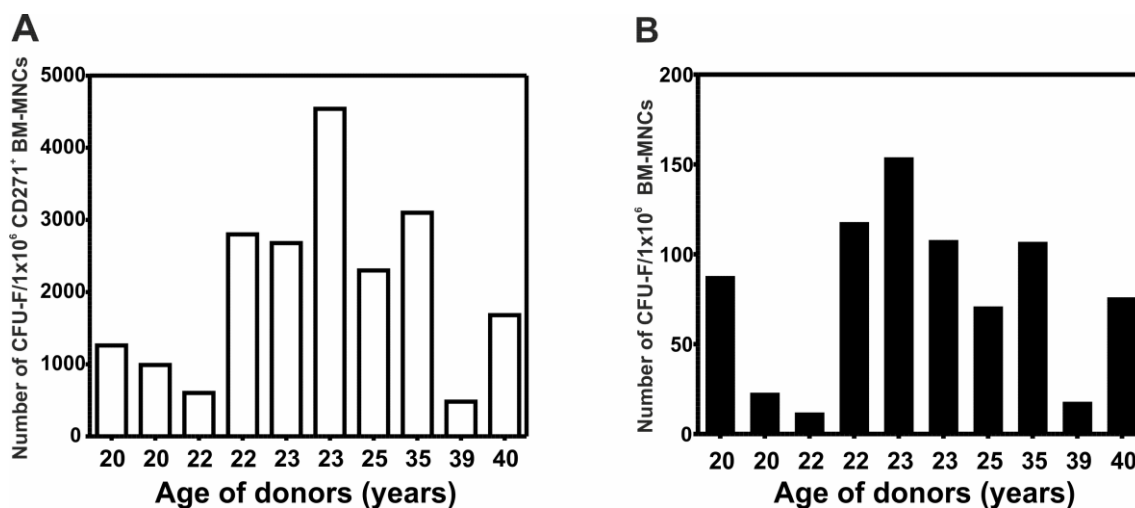 A
Number of CFU-F/1x10⁶ CD271⁺ BM-MNCs
5000
4000
3000
2000
1000
0
20 20 22 22 23 23 25 35 39 40
Age of donors (years)
B
Number of CFU-F/1x10⁶ BM-MNCs
200
150
100
50
0
20 20 22 22 23 23 25 35 39 40
Age of donors (years)